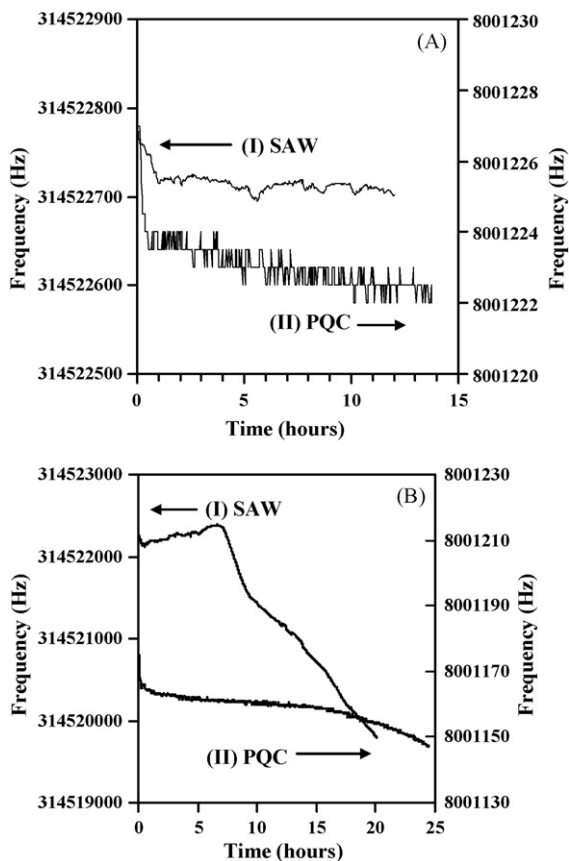 314522900
314522800
314522700
314522600
314522500
Frequency (Hz)
(A)
(I) SAW
(II) PQC
8001230
8001228
8001226
8001224
8001222
8001220
Frequency (Hz)
0 5 10 15
Time (hours)
314523000
314522000
314521000
314520000
314519000
Frequency (Hz)
(B)
(I) SAW
(II) PQC
8001230
8001210
8001190
8001170
8001150
8001130
Frequency (Hz)
0 5 10 15 20 25
Time (hours)